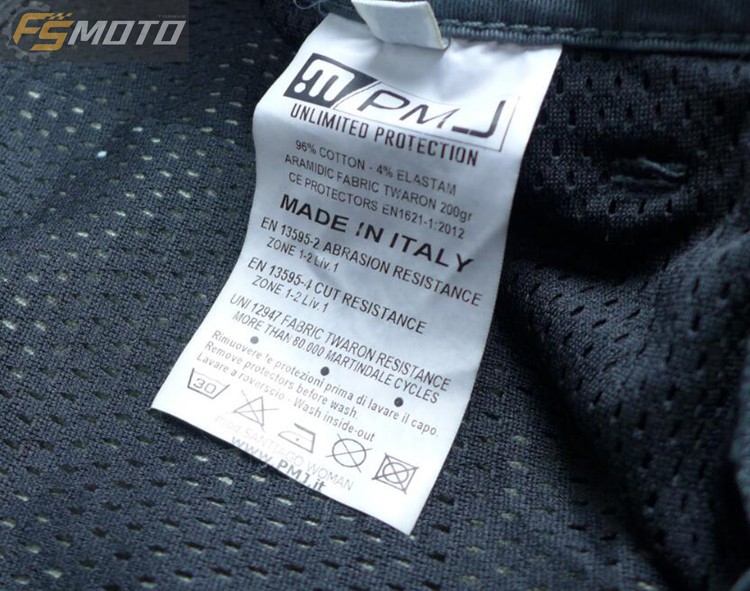 FSMOTO
PMJ
UNLIMITED PROTECTION
96% COTTON - 4% ELASTAM
ARAMIDIC FABRIC TWARON 200gr
CE PROTECTORS EN1621-1:2012
MADE IN ITALY
EN 13595-2 ABRASION RESISTANCE
ZONE 1-2 Liv.1
EN 13595-4 CUT RESISTANCE
ZONE 1-2 Liv.1
UNI 12947 FABRIC TWARON RESISTANCE
MORE THAN 80.000 MARTINDALE CYCLES
Rimuovere le protezioni prima di lavare il capo.
Remove protectors before wash.
Lavare a rovescio - Wash inside-out
30
mod. SANTIAGO WOMAN
www.PMJ.it